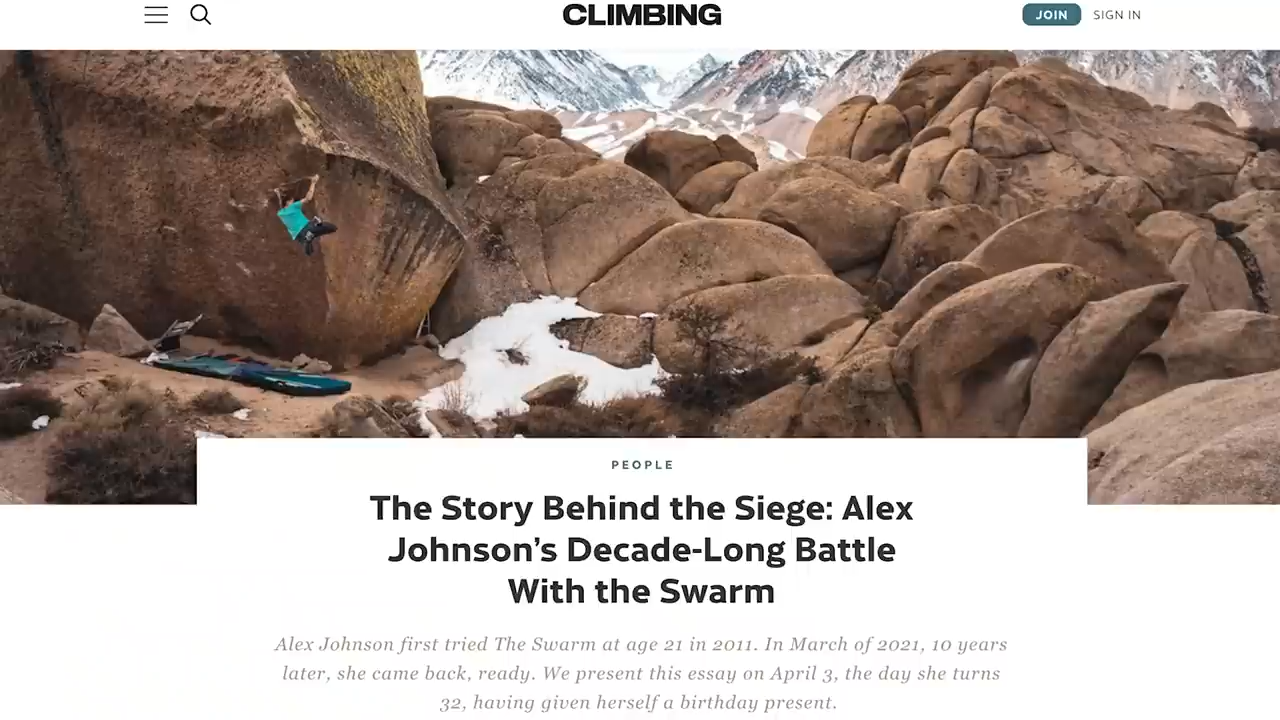 CLIMBING
JOIN
SIGN IN
PEOPLE
The Story Behind the Siege: Alex
Johnson’s Decade-Long Battle
With the Swarm
Alex Johnson first tried The Swarm at age 21 in 2011. In March of 2021, 10 years
later, she came back, ready. We present this essay on April 3, the day she turns
32, having given herself a birthday present.